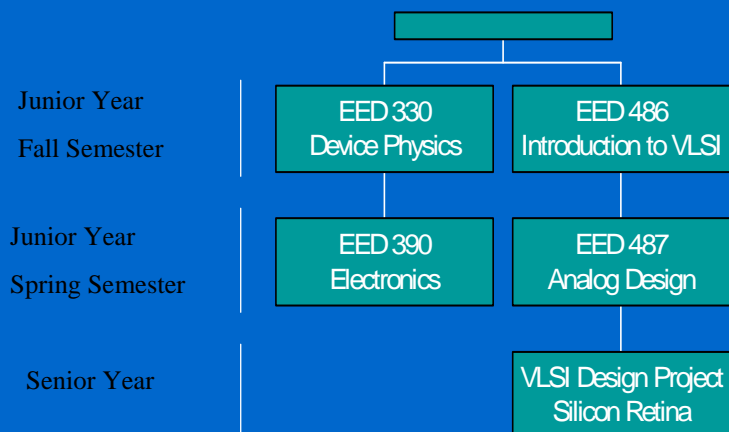 Junior Year
Fall Semester
EED 330
Device Physics
EED 486
Introduction to VLSI
Junior Year
Spring Semester
EED 390
Electronics
EED 487
Analog Design
Senior Year
VLSI Design Project
Silicon Retina